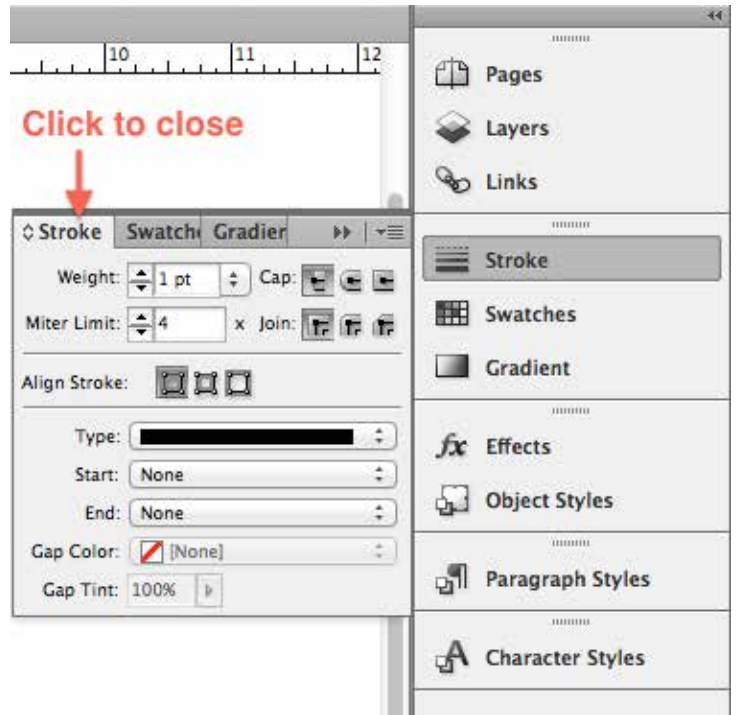 10 11 12
Click to close
Stroke Swatche Gradier
Weight: 1 pt Cap:
Miter Limit: 4 x Join:
Align Stroke:
Type:
Start: None
End: None
Gap Color: [None]
Gap Tint: 100%
Pages
Layers
Links
Stroke
Swatches
Gradient
fx Effects
Object Styles
Paragraph Styles
A Character Styles